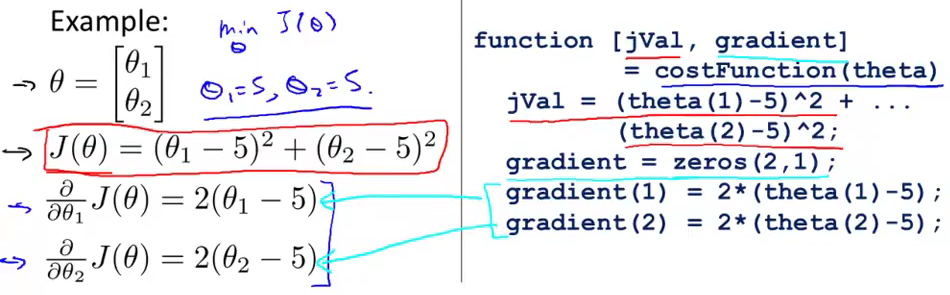 Example:
min J(θ)
θ
→ θ = [θ₁
θ₂]
θ₁=5, θ₂=5.
→ J(θ) = (θ₁ − 5)² + (θ₂ − 5)²
→ ∂/∂θ₁ J(θ) = 2(θ₁ − 5)
→ ∂/∂θ₂ J(θ) = 2(θ₂ − 5)
function [jVal, gradient]
= costFunction(theta)
jVal = (theta(1)-5)^2 + ...
(theta(2)-5)^2;
gradient = zeros(2,1);
gradient(1) = 2*(theta(1)-5);
gradient(2) = 2*(theta(2)-5);